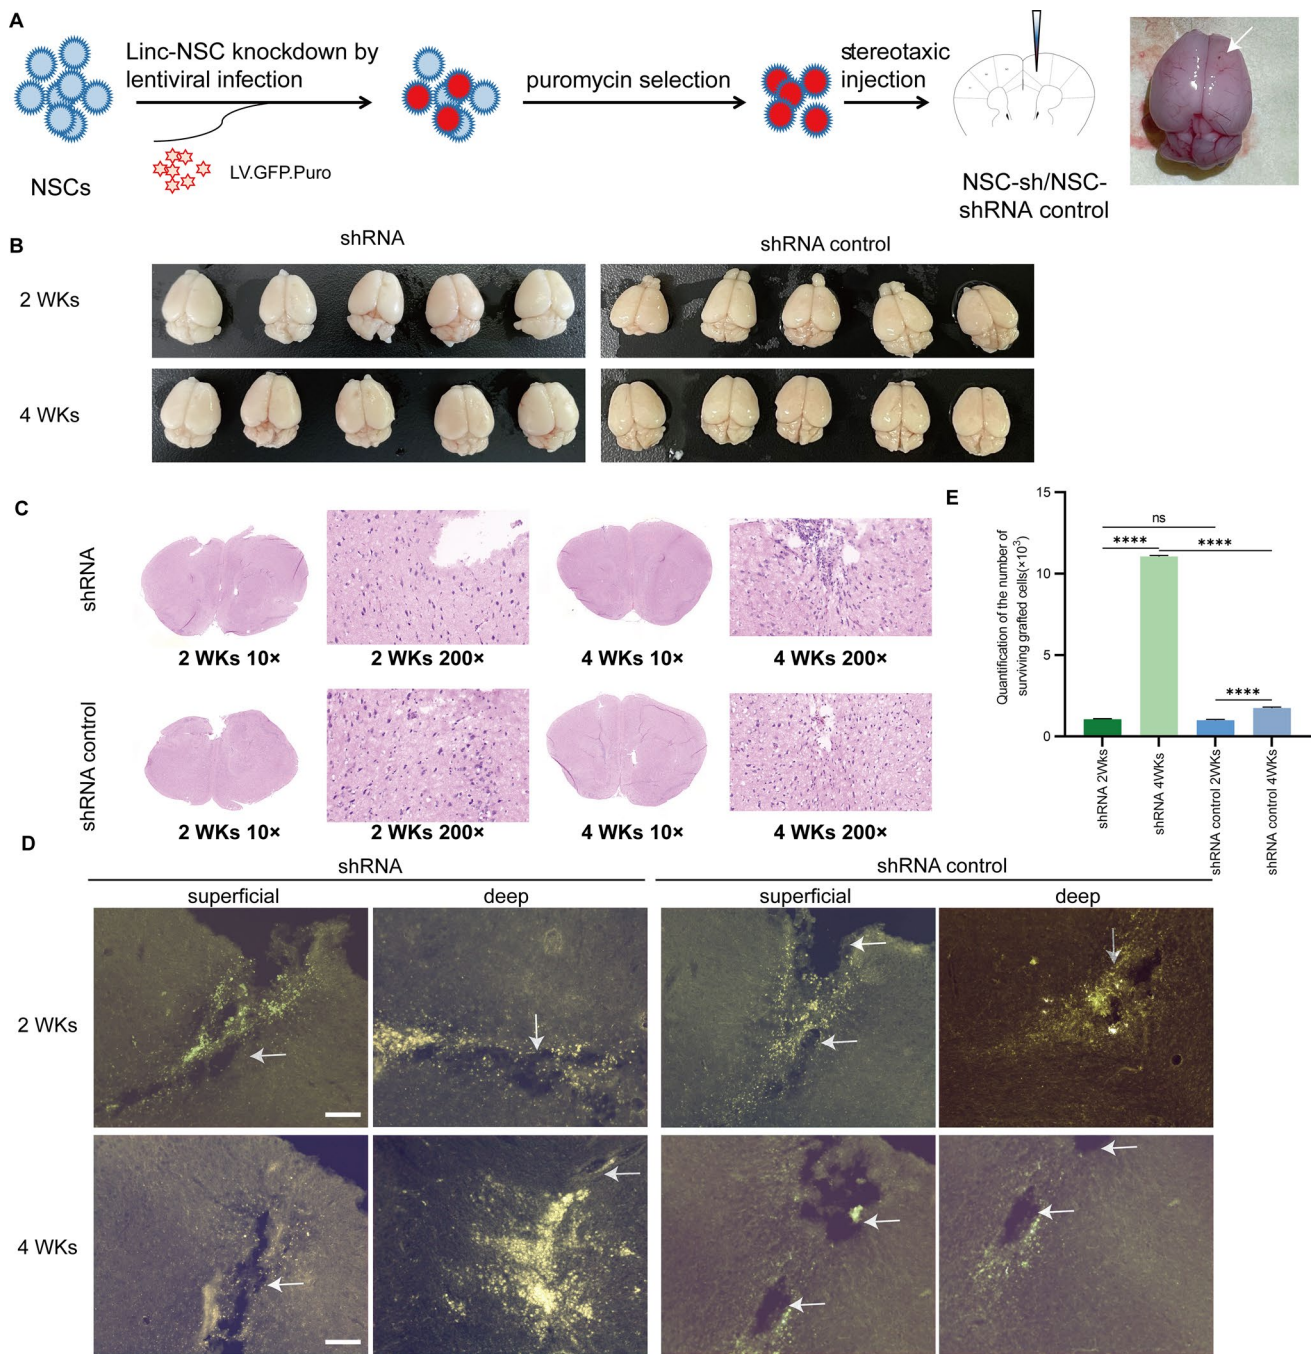 A
Linc-NSC knockdown by
lentiviral infection
puromycin selection
stereotaxic
injection
LV.GFP.Puro
NSCs
NSC-sh/NSC-
shRNA control
B
shRNA
shRNA control
2 WKs
4 WKs
C
shRNA
2 WKs 10×
2 WKs 200×
4 WKs 10×
4 WKs 200×
shRNA control
2 WKs 10×
2 WKs 200×
4 WKs 10×
4 WKs 200×
E
Quantification of the number of
surviving grafted cells(×10³)
15
10
5
0
ns
****
****
****
shRNA 2Wks
shRNA 4WKs
shRNA control 2WKs
shRNA control 4WKs
D
shRNA
shRNA control
superficial
deep
superficial
deep
2 WKs
4 WKs